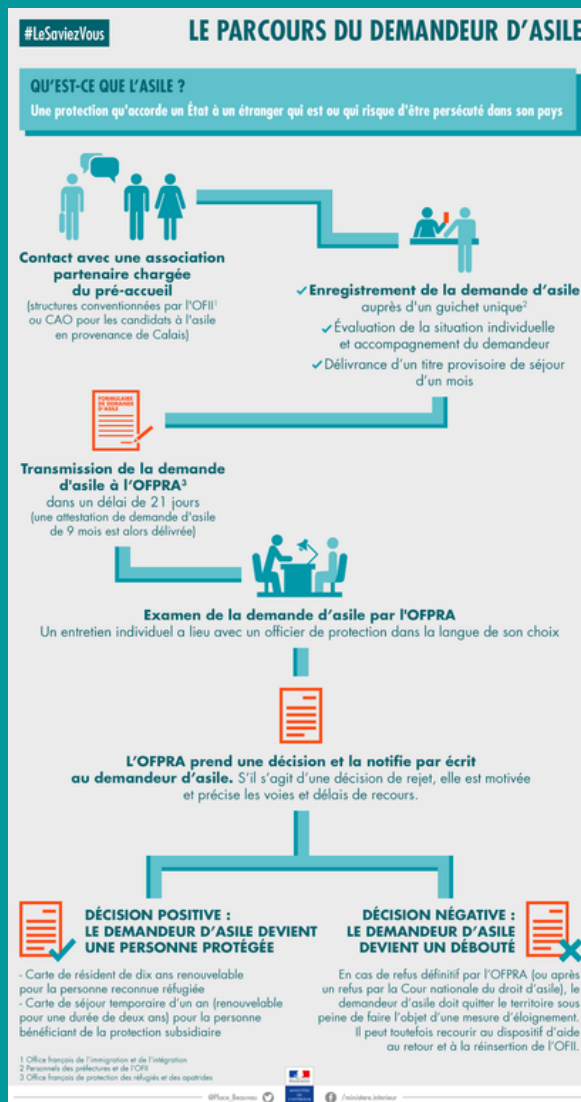 #LeSaviezVous
LE PARCOURS DU DEMANDEUR D'ASILE
QU'EST-CE QUE L'ASILE ?
Une protection qu'accorde un État à un étranger qui est ou qui risque d'être persécuté dans son pays
Contact avec une association
partenaire chargée
du pré-accueil
(structures conventionnées par l'OFII¹
ou CAO pour les candidats à l'asile
en provenance de Calais)
✓ Enregistrement de la demande d'asile
auprès d'un guichet unique²
✓ Évaluation de la situation individuelle
et accompagnement du demandeur
✓ Délivrance d'un titre provisoire de séjour
d'un mois
FORMULAIRE
DE DEMANDE
D'ASILE
Transmission de la demande
d'asile à l'OFPRA³
dans un délai de 21 jours
(une attestation de demande d'asile
de 9 mois est alors délivrée)
Examen de la demande d'asile par l'OFPRA
Un entretien individuel a lieu avec un officier de protection dans la langue de son choix
L'OFPRA prend une décision et la notifie par écrit
au demandeur d'asile. S'il s'agit d'une décision de rejet, elle est motivée
et précise les voies et délais de recours.
DÉCISION POSITIVE :
LE DEMANDEUR D'ASILE DEVIENT
UNE PERSONNE PROTÉGÉE
- Carte de résident de dix ans renouvelable
pour la personne reconnue réfugiée
- Carte de séjour temporaire d'un an (renouvelable
pour une durée de deux ans) pour la personne
bénéficiant de la protection subsidiaire
DÉCISION NÉGATIVE :
LE DEMANDEUR D'ASILE
DEVIENT UN DÉBOUTÉ
En cas de refus définitif par l'OFPRA (ou après
un refus par la Cour nationale du droit d'asile), le
demandeur d'asile doit quitter le territoire sous
peine de faire l'objet d'une mesure d'éloignement.
Il peut toutefois recourir au dispositif d'aide
au retour et à la réinsertion de l'OFII.
1 Office français de l'immigration et de l'intégration
2 Personnels des préfectures et de l'OFII
3 Office français de protection des réfugiés et des apatrides
@Place_Beauvau
/ministere.interieur